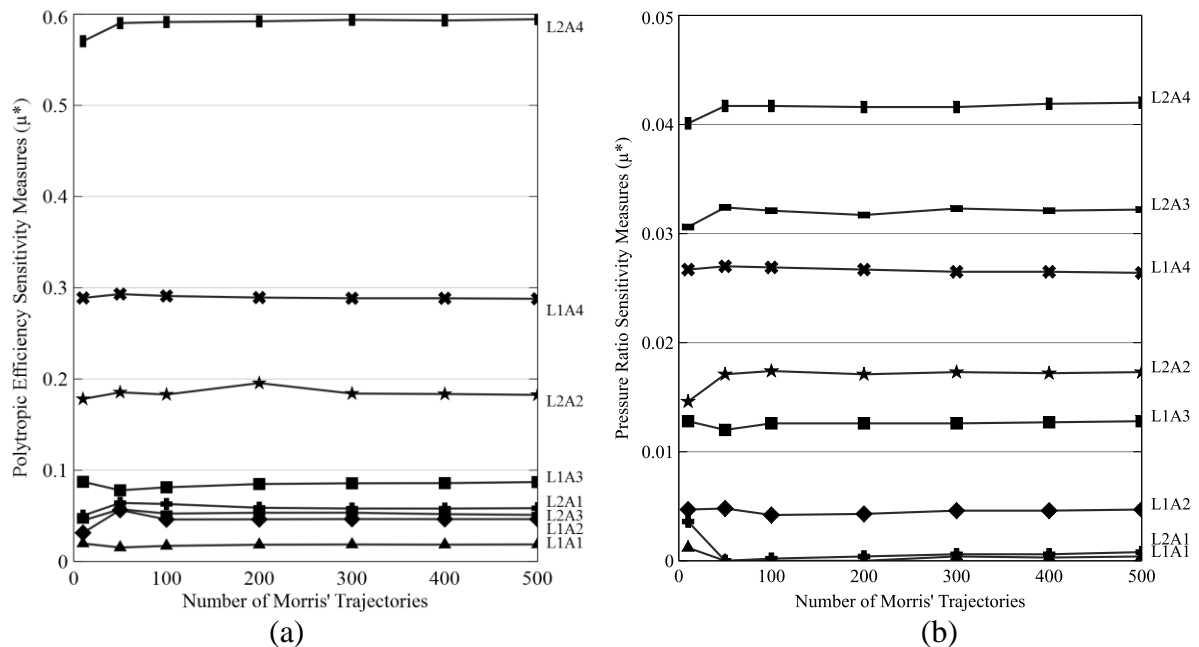 0.6
0.5
0.4
0.3
0.2
0.1
0
Polytropic Efficiency Sensitivity Measures (µ*)
L2A4
L1A4
L2A2
L1A3
L2A1
L2A3
L1A2
L1A1
0 100 200 300 400 500
Number of Morris' Trajectories
(a)
0.05
0.04
0.03
0.02
0.01
0
Pressure Ratio Sensitivity Measures (µ*)
L2A4
L2A3
L1A4
L2A2
L1A3
L1A2
L2A1
L1A1
0 100 200 300 400 500
Number of Morris' Trajectories
(b)